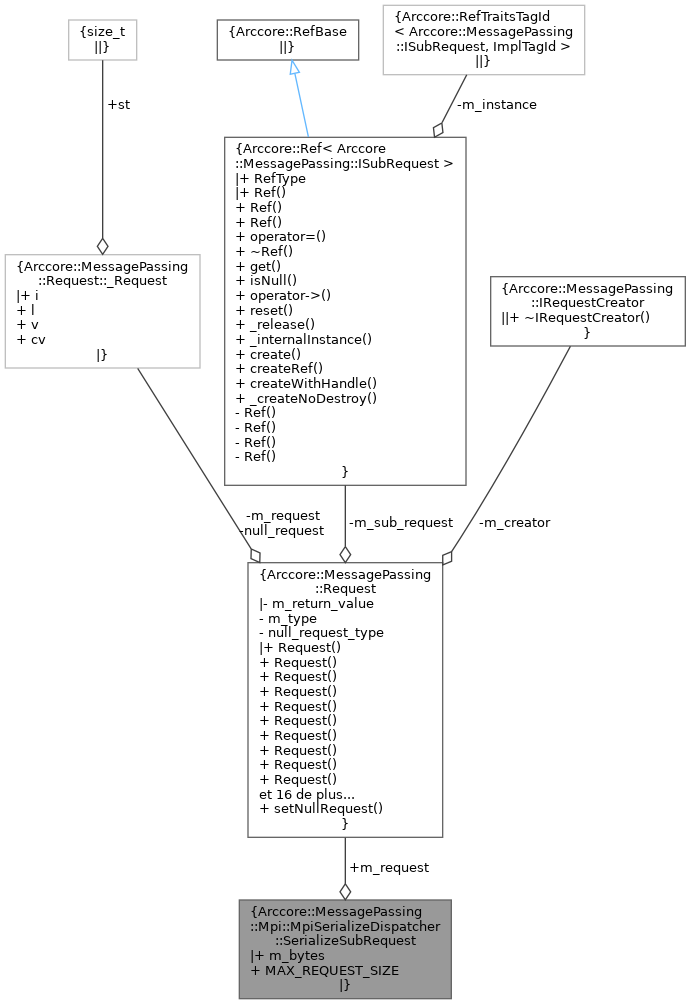 {size_t
||}
{Arccore::RefBase
||}
{Arccore::RefTraitsTagId
< Arccore::MessagePassing
::ISubRequest, ImplTagId >
||}
+st
-m_instance
{Arccore::Ref< Arccore
::MessagePassing::ISubRequest >
|+ RefType
|+ Ref()
+ Ref()
+ Ref()
+ operator=()
+ ~Ref()
+ get()
+ isNull()
+ operator->()
+ reset()
+ _release()
+ _internalInstance()
+ create()
+ createRef()
+ createWithHandle()
+ _createNoDestroy()
- Ref()
- Ref()
- Ref()
- Ref()
}
{Arccore::MessagePassing
::Request::_Request
|+ i
+ l
+ v
+ cv
|}
{Arccore::MessagePassing
::IRequestCreator
||+ ~IRequestCreator()
}
-m_request
-null_request
-m_sub_request
-m_creator
{Arccore::MessagePassing
::Request
|- m_return_value
- m_type
- null_request_type
|+ Request()
+ Request()
+ Request()
+ Request()
+ Request()
+ Request()
+ Request()
+ Request()
+ Request()
+ Request()
et 16 de plus...
+ setNullRequest()
}
+m_request
{Arccore::MessagePassing
::Mpi::MpiSerializeDispatcher
::SerializeSubRequest
|+ m_bytes
+ MAX_REQUEST_SIZE
|}